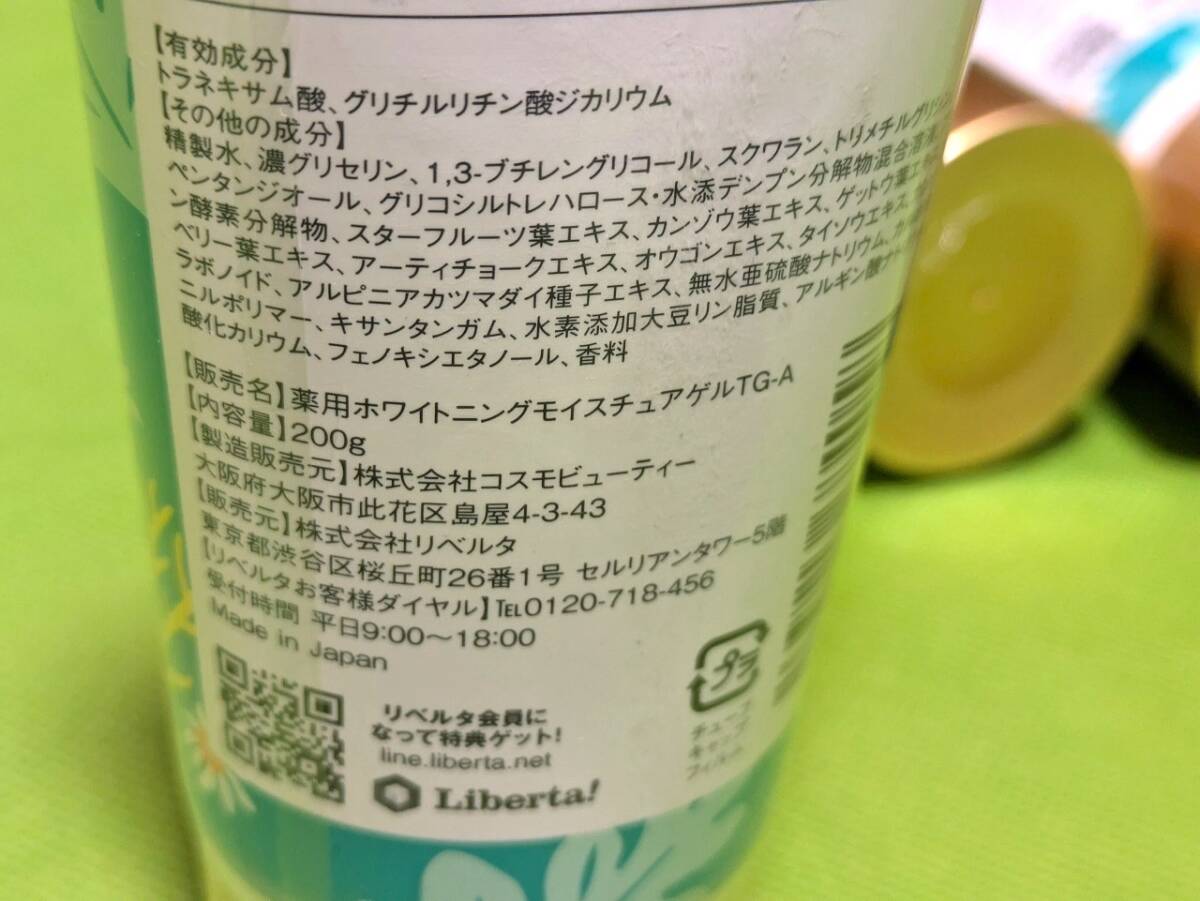 【有効成分】
トラネキサム酸、グリチルリチン酸ジカリウム
【その他の成分】
精製水、濃グリセリン、1,3-ブチレングリコール、スクワラン、トリメチルグリシン
ペンタンジオール、グリコシルトレハロース・水添デンプン分解物混合溶液
ン酵素分解物、スターフルーツ葉エキス、カンゾウ葉エキス、ゲットウ葉エキ
ベリー葉エキス、アーティチョークエキス、オウゴンエキス、タイソウエキス、
ラボノイド、アルピニアカツマダイ種子エキス、無水亜硫酸ナトリウム、カ
ニルポリマー、キサンタンガム、水素添加大豆リン脂質、アルギン酸ナト
酸化カリウム、フェノキシエタノール、香料
【販売名】薬用ホワイトニングモイスチュアゲルTG-A
【内容量】200g
【製造販売元】株式会社コスモビューティー
大阪府大阪市此花区島屋4-3-43
【販売元】株式会社リベルタ
東京都渋谷区桜丘町26番1号 セルリアンタワー5階
【リベルタお客様ダイヤル】TEL0120-718-456
受付時間 平日9:00〜18:00
Made in Japan
リベルタ会員に
なって特典ゲット!
line.liberta.net
Liberta!
プラ
チューブ
キャップ
フィルム